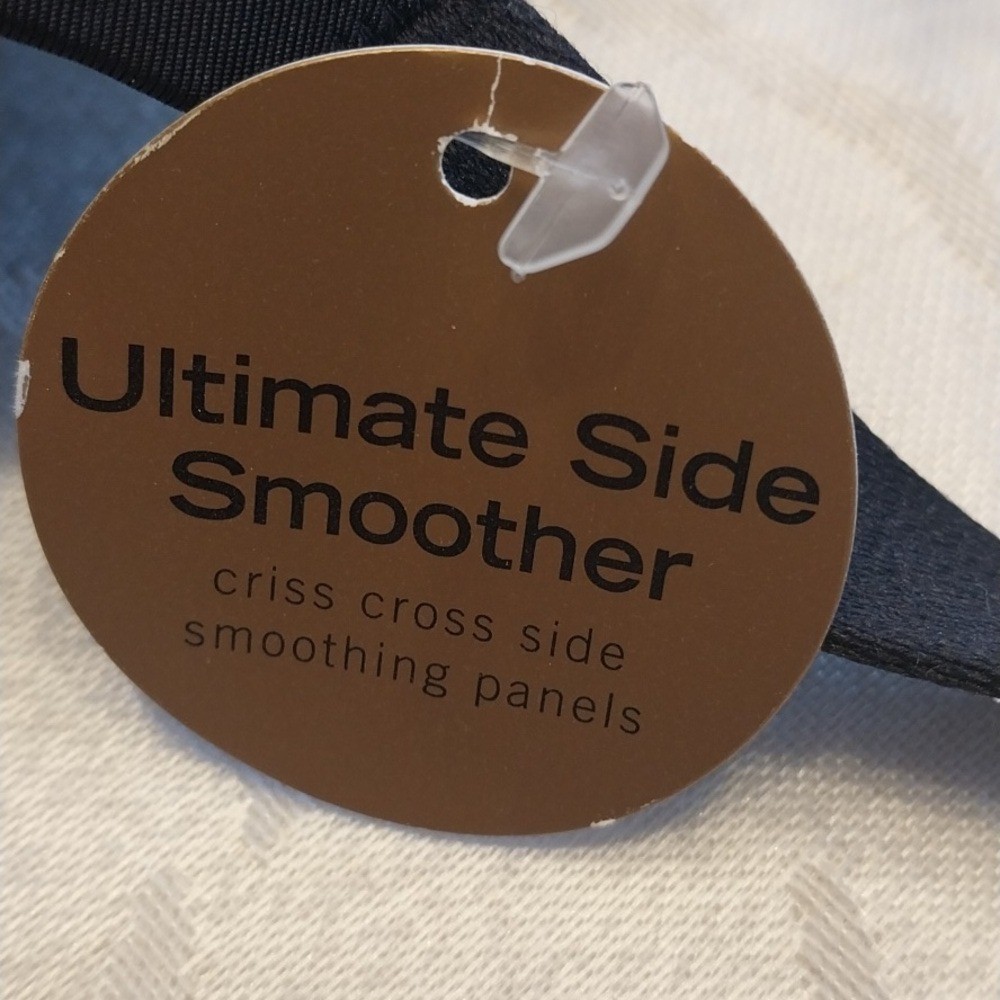 Ultimate Side
Smoother
criss cross side
smoothing panels